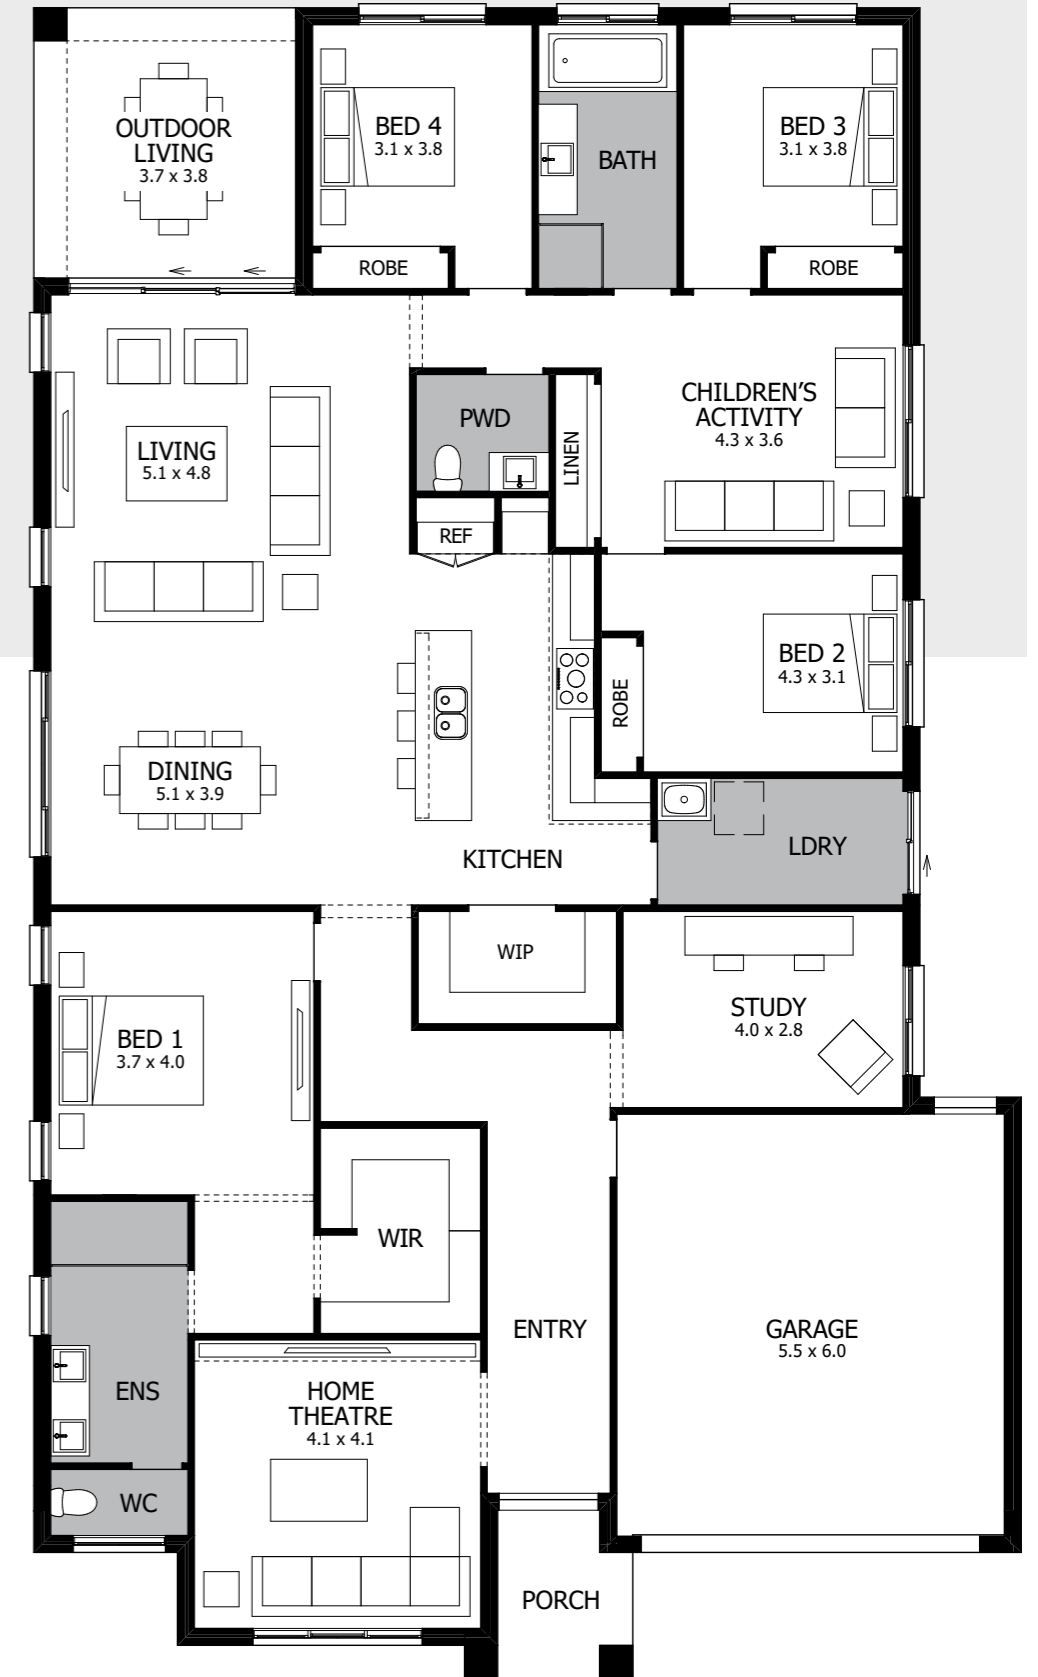 OUTDOOR
LIVING
3.7 x 3.8
BED 4
3.1 x 3.8
BATH
BED 3
3.1 x 3.8
ROBE
ROBE
LIVING
5.1 x 4.8
PWD
LINEN
CHILDREN'S
ACTIVITY
4.3 x 3.6
REF
BED 2
4.3 x 3.1
ROBE
DINING
5.1 x 3.9
KITCHEN
LDRY
WIP
BED 1
3.7 x 4.0
STUDY
4.0 x 2.8
WIR
ENTRY
GARAGE
5.5 x 6.0
ENS
HOME
THEATRE
4.1 x 4.1
WC
PORCH